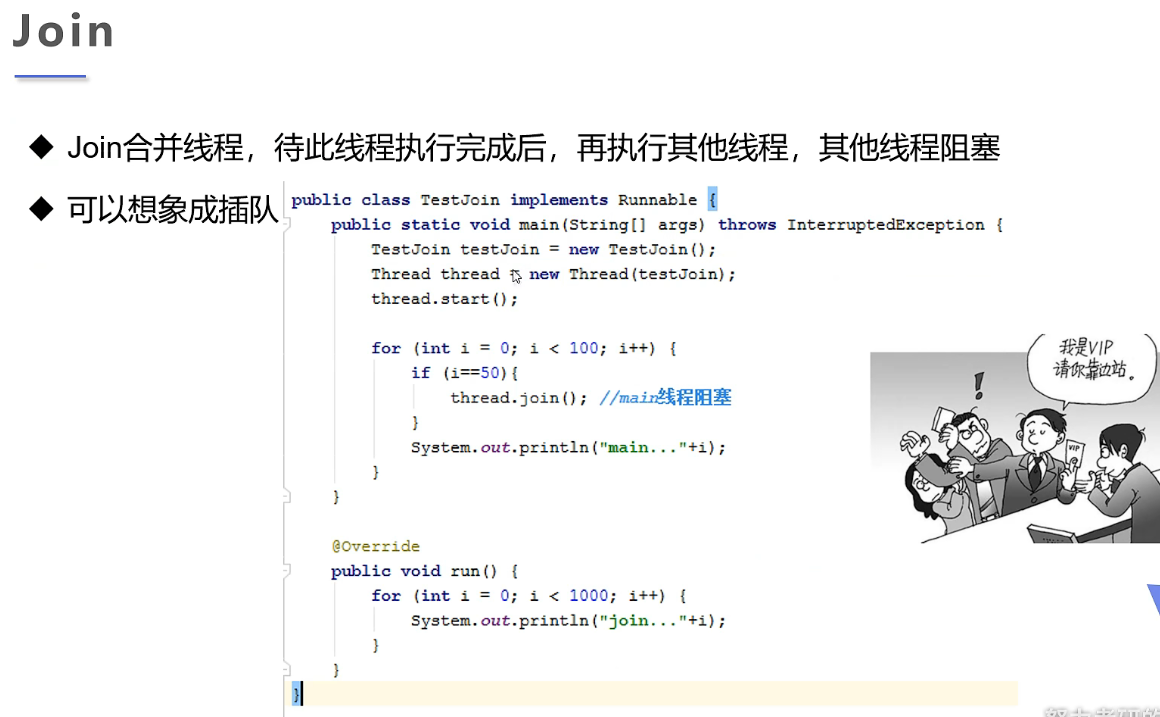 Join
◆ Join合并线程，待此线程执行完成后，再执行其他线程，其他线程阻塞
◆ 可以想象成插队
public class TestJoin implements Runnable {
public static void main(String[] args) throws InterruptedException {
TestJoin testJoin = new TestJoin();
Thread thread = new Thread(testJoin);
thread.start();
for (int i = 0; i < 100; i++) {
if (i==50){
thread.join(); //main线程阻塞
}
System.out.println("main..."+i);
}
}
@Override
public void run() {
for (int i = 0; i < 1000; i++) {
System.out.println("join..."+i);
}
}
}
我是VIP
请你靠边站。
VIP